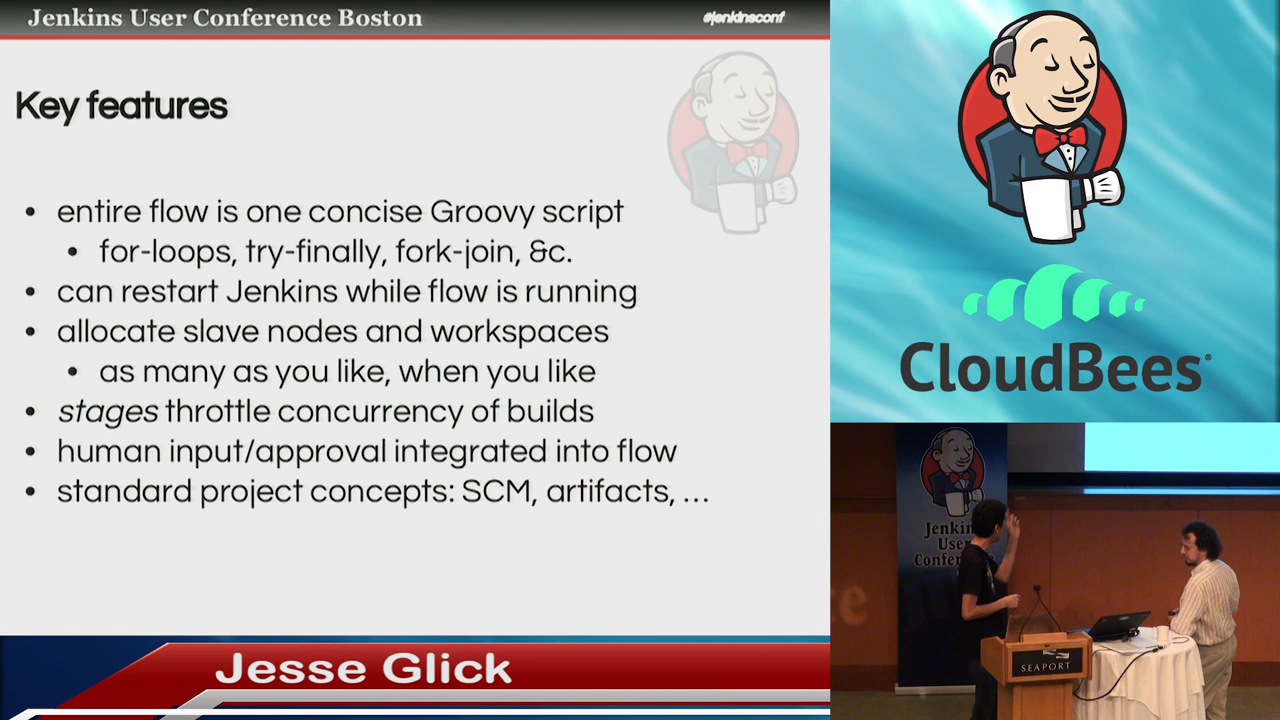 Jenkins User Conference Boston
#jenkinsconf
Key features
• entire flow is one concise Groovy script
• for-loops, try-finally, fork-join, &c.
• can restart Jenkins while flow is running
• allocate slave nodes and workspaces
• as many as you like, when you like
• stages throttle concurrency of builds
• human input/approval integrated into flow
• standard project concepts: SCM, artifacts, …
Jesse Glick
CloudBees®
Jenkin
User
Conferen
SEAPORT